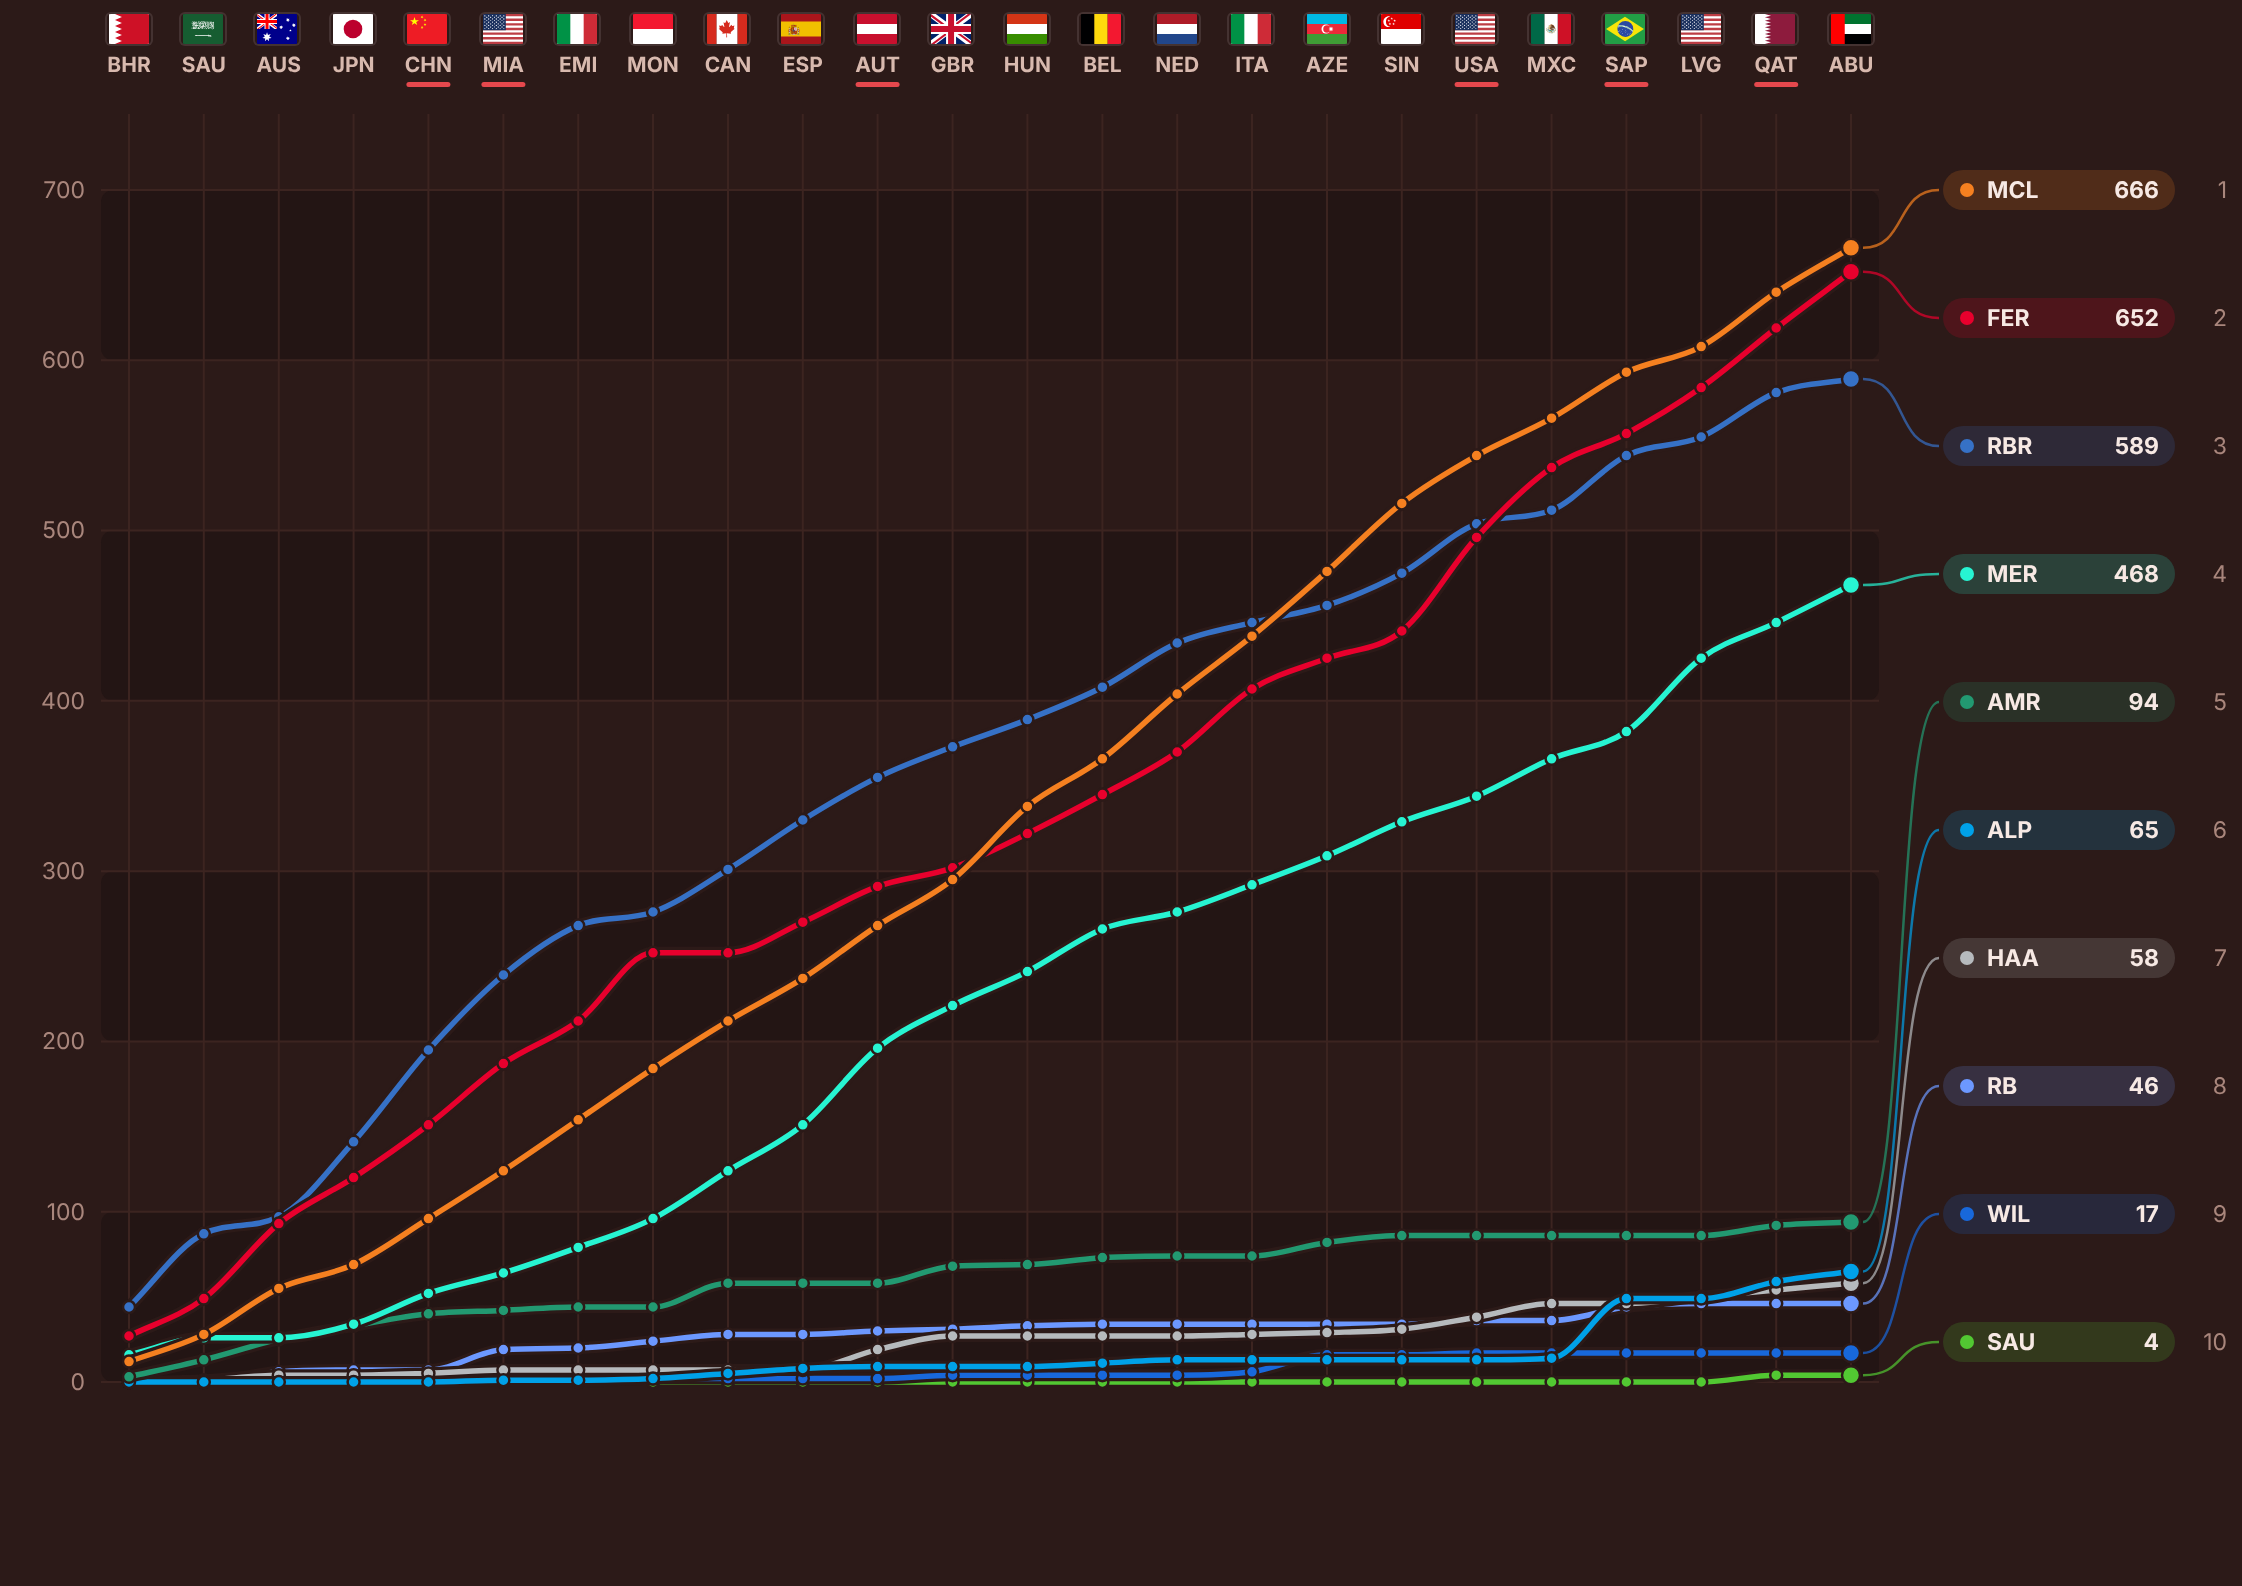 BHR SAU AUS JPN CHN MIA EMI MON CAN ESP AUT GBR HUN BEL NED ITA AZE SIN USA MXC SAP LVG QAT ABU
700
600
500
400
300
200
100
0
MCL 666 1
FER 652 2
RBR 589 3
MER 468 4
AMR 94 5
ALP 65 6
HAA 58 7
RB 46 8
WIL 17 9
SAU 4 10